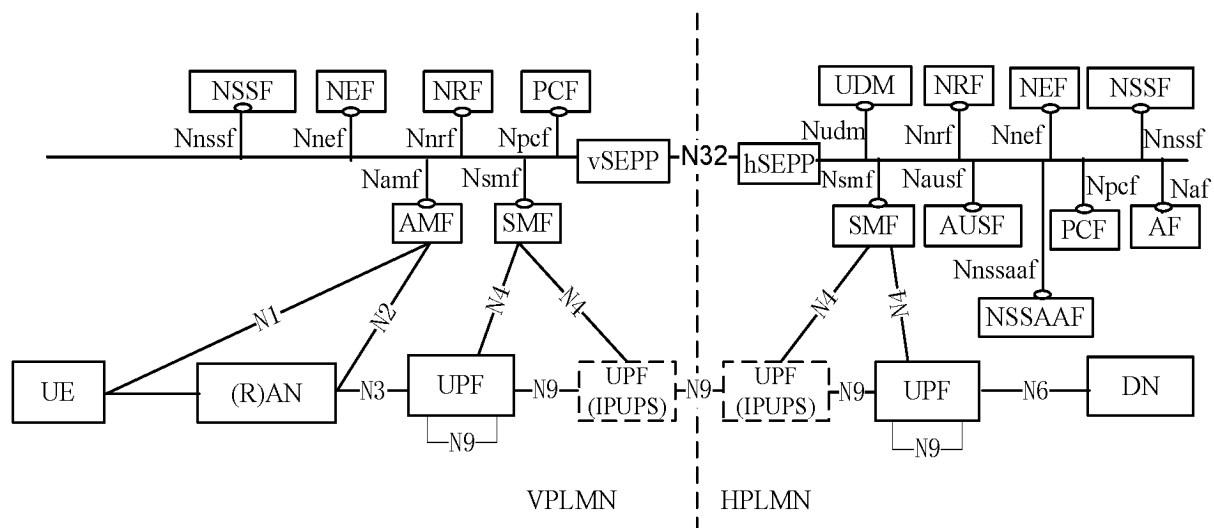 NSSF NEF NRF PCF UDM NRF NEF NSSF
Nnssf Nnef Nnrf Npcf Nudm Nnrf Nnef Nnssf
vSEPP N32 hSEPP
Namf Nsmf Nsmf Nausf Npcf Naf
AMF SMF SMF AUSF PCF AF
Nnssaaf
N1 N2 N4 N4 N4 N4
NSSAAF
UE (R)AN N3 UPF N9 UPF N9 UPF N9 UPF N6 DN
(IPUPS) (IPUPS)
N9 N9
VPLMN HPLMN